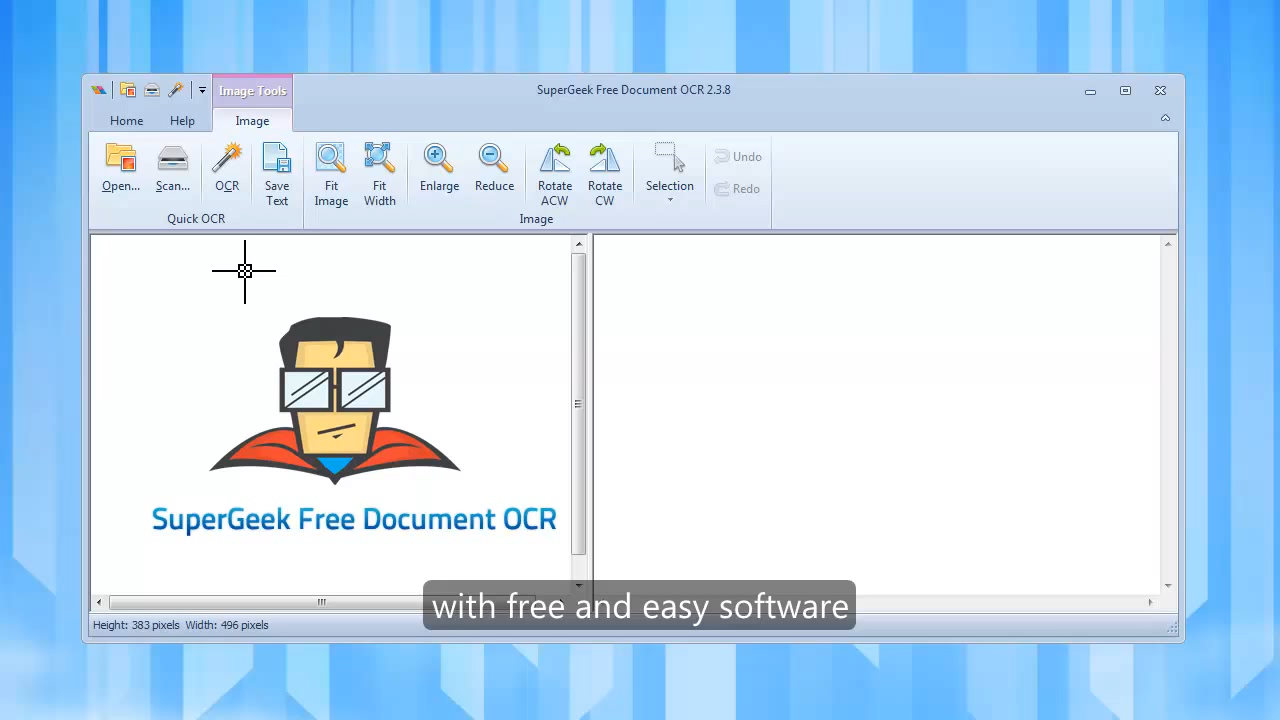 Image Tools
SuperGeek Free Document OCR 2.3.8
Home Help Image
Open... Scan... OCR Save Text Fit Image Fit Width Enlarge Reduce Rotate ACW Rotate CW Selection Undo
Redo
Quick OCR Image
SuperGeek Free Document OCR
with free and easy software
Height: 383 pixels Width: 496 pixels